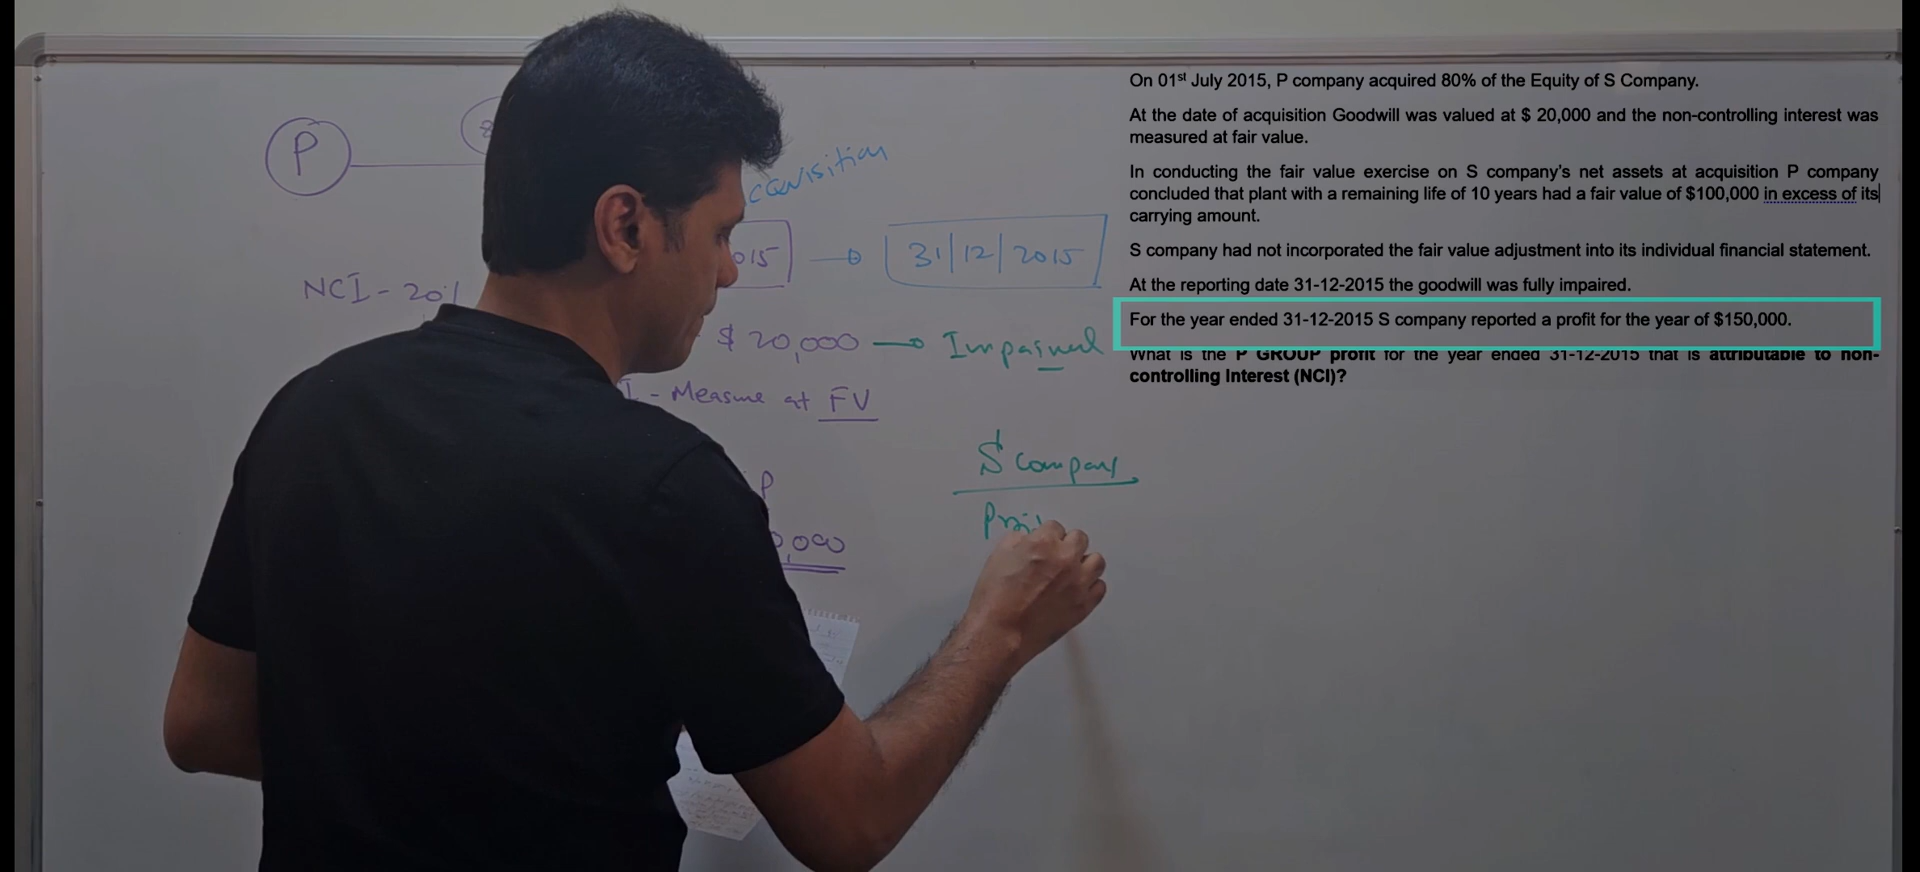 On 01st July 2015, P company acquired 80% of the Equity of S Company.
At the date of acquisition Goodwill was valued at $ 20,000 and the non-controlling interest was
measured at fair value.
In conducting the fair value exercise on S company's net assets at acquisition P company
concluded that plant with a remaining life of 10 years had a fair value of $100,000 in excess of its
carrying amount.
S company had not incorporated the fair value adjustment into its individual financial statement.
At the reporting date 31-12-2015 the goodwill was fully impaired.
For the year ended 31-12-2015 S company reported a profit for the year of $150,000.
What is the P GROUP profit for the year ended 31-12-2015 that is attributable to non-
controlling Interest (NCI)?
P
cquisition
015 → 31/12/2015
NCI - 20%
$ 20,000 → Impaired
I - Measure at FV
S Company
P
0,000